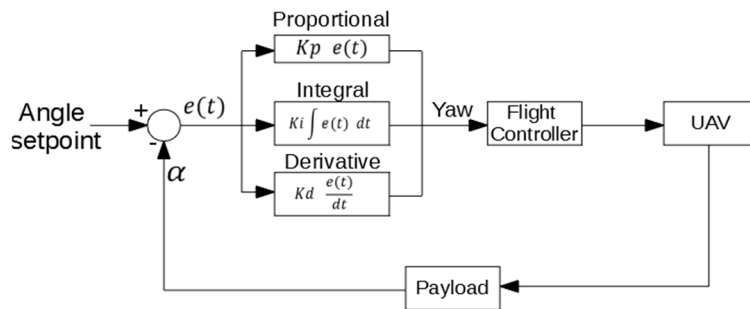 Proportional
Kp e(t)
Integral
Ki ∫ e(t) dt
Derivative
Kd e(t)/dt
Angle
setpoint
+
-
e(t)
α
Yaw
Flight
Controller
UAV
Payload